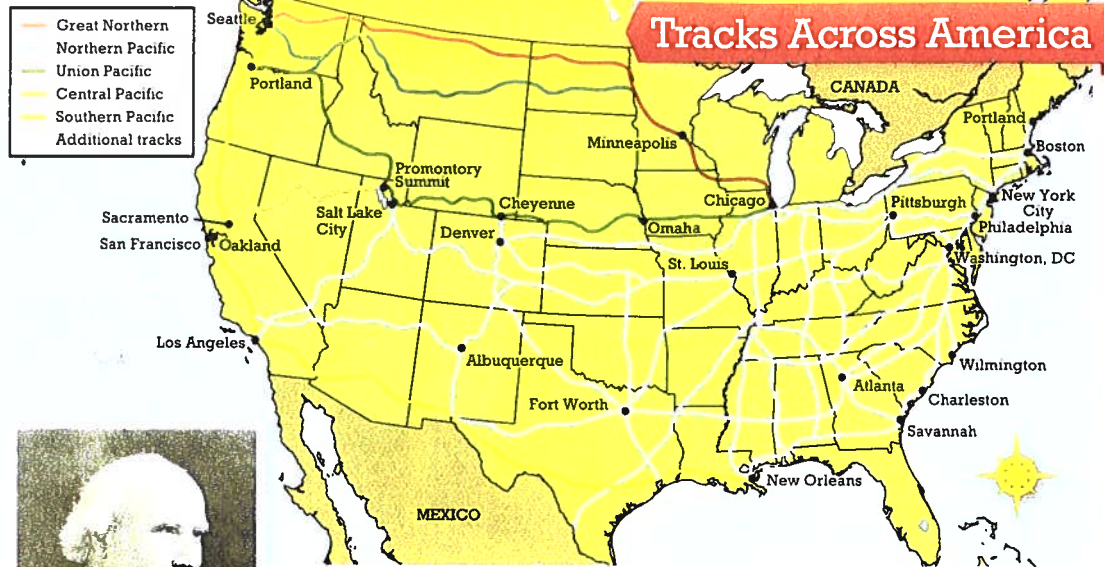 Tracks Across America
Great Northern
Northern Pacific
Union Pacific
Central Pacific
Southern Pacific
Additional tracks
Seattle
Portland
CANADA
Portland
Minneapolis
Boston
Promontory
Summit
Chicago
Pittsburgh
New York
City
Salt Lake
City
Cheyenne
Sacramento
Denver
Omaha
Philadelphia
San Francisco
Oakland
St. Louis
Washington, DC
Los Angeles
Albuquerque
Wilmington
Atlanta
Fort Worth
Charleston
Savannah
New Orleans
MEXICO